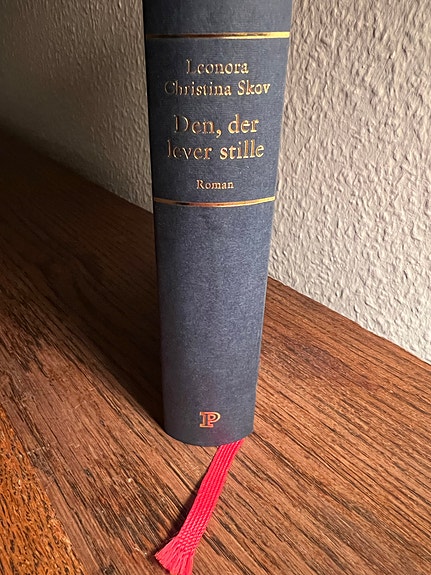 Leonora
Christina Skov
Den, der
lever stille
Roman
P